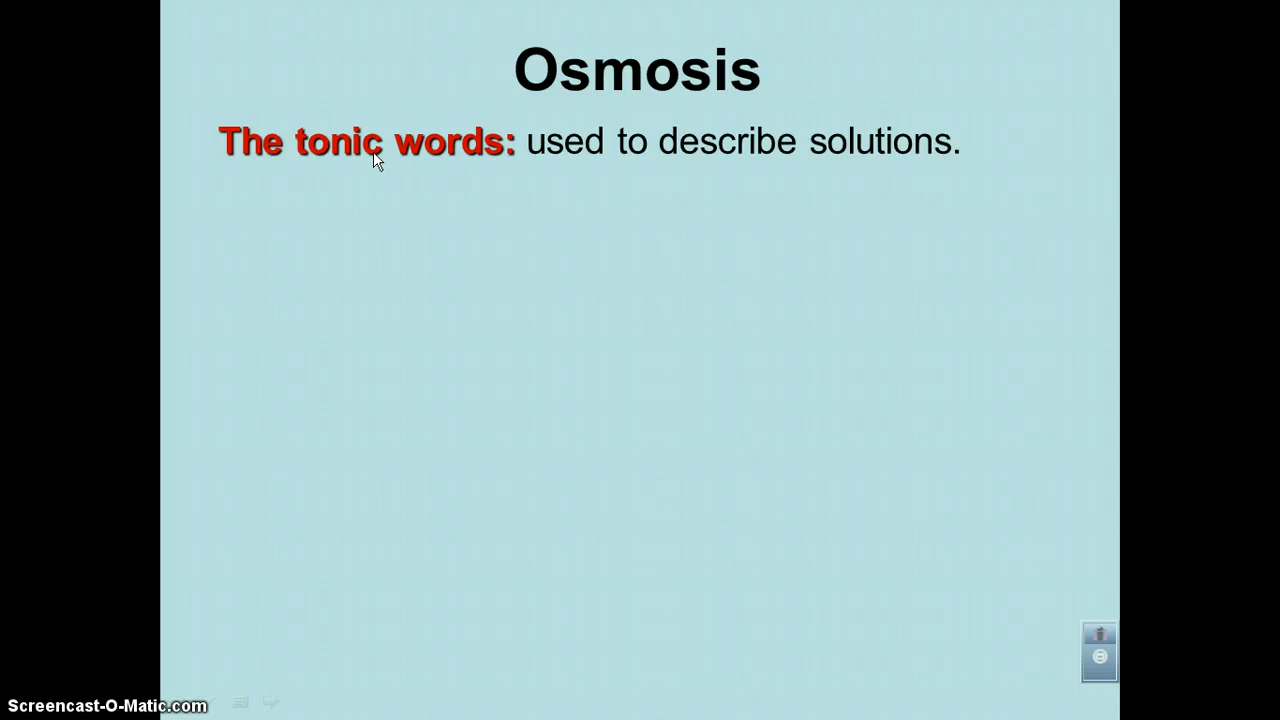 Osmosis
The tonic words: used to describe solutions.
Screencast-O-Matic.com